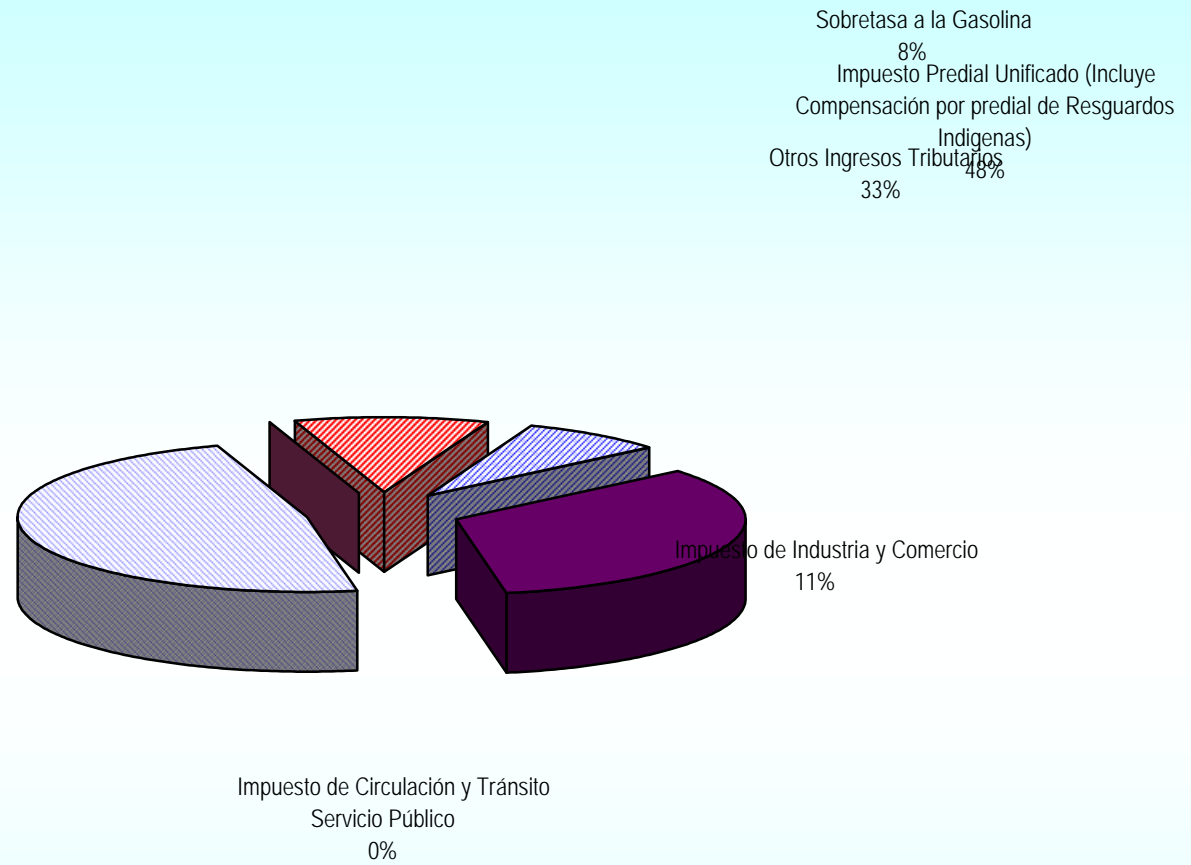 Sobretasa a la Gasolina
8%
Impuesto Predial Unificado (Incluye
Compensación por predial de Resguardos
Indigenas)
48%
Otros Ingresos Tributarios
33%
Impuesto de Industria y Comercio
11%
Impuesto de Circulación y Tránsito
Servicio Público
0%